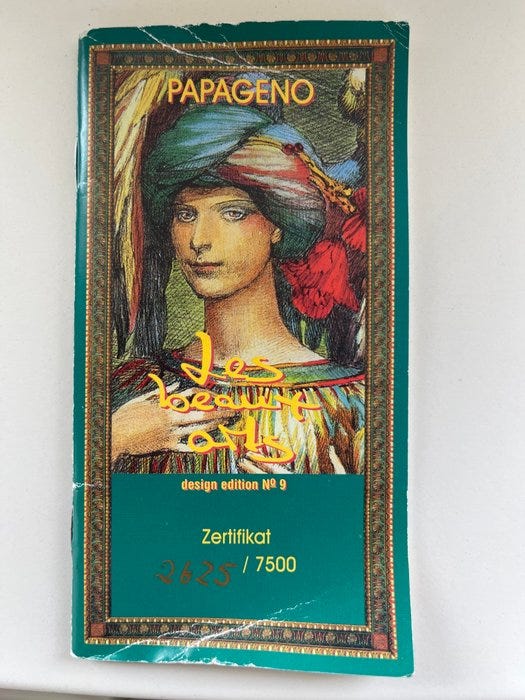 PAPAGENO
Les
beaux
arts
design edition Nº 9
Zertifikat
2625 / 7500